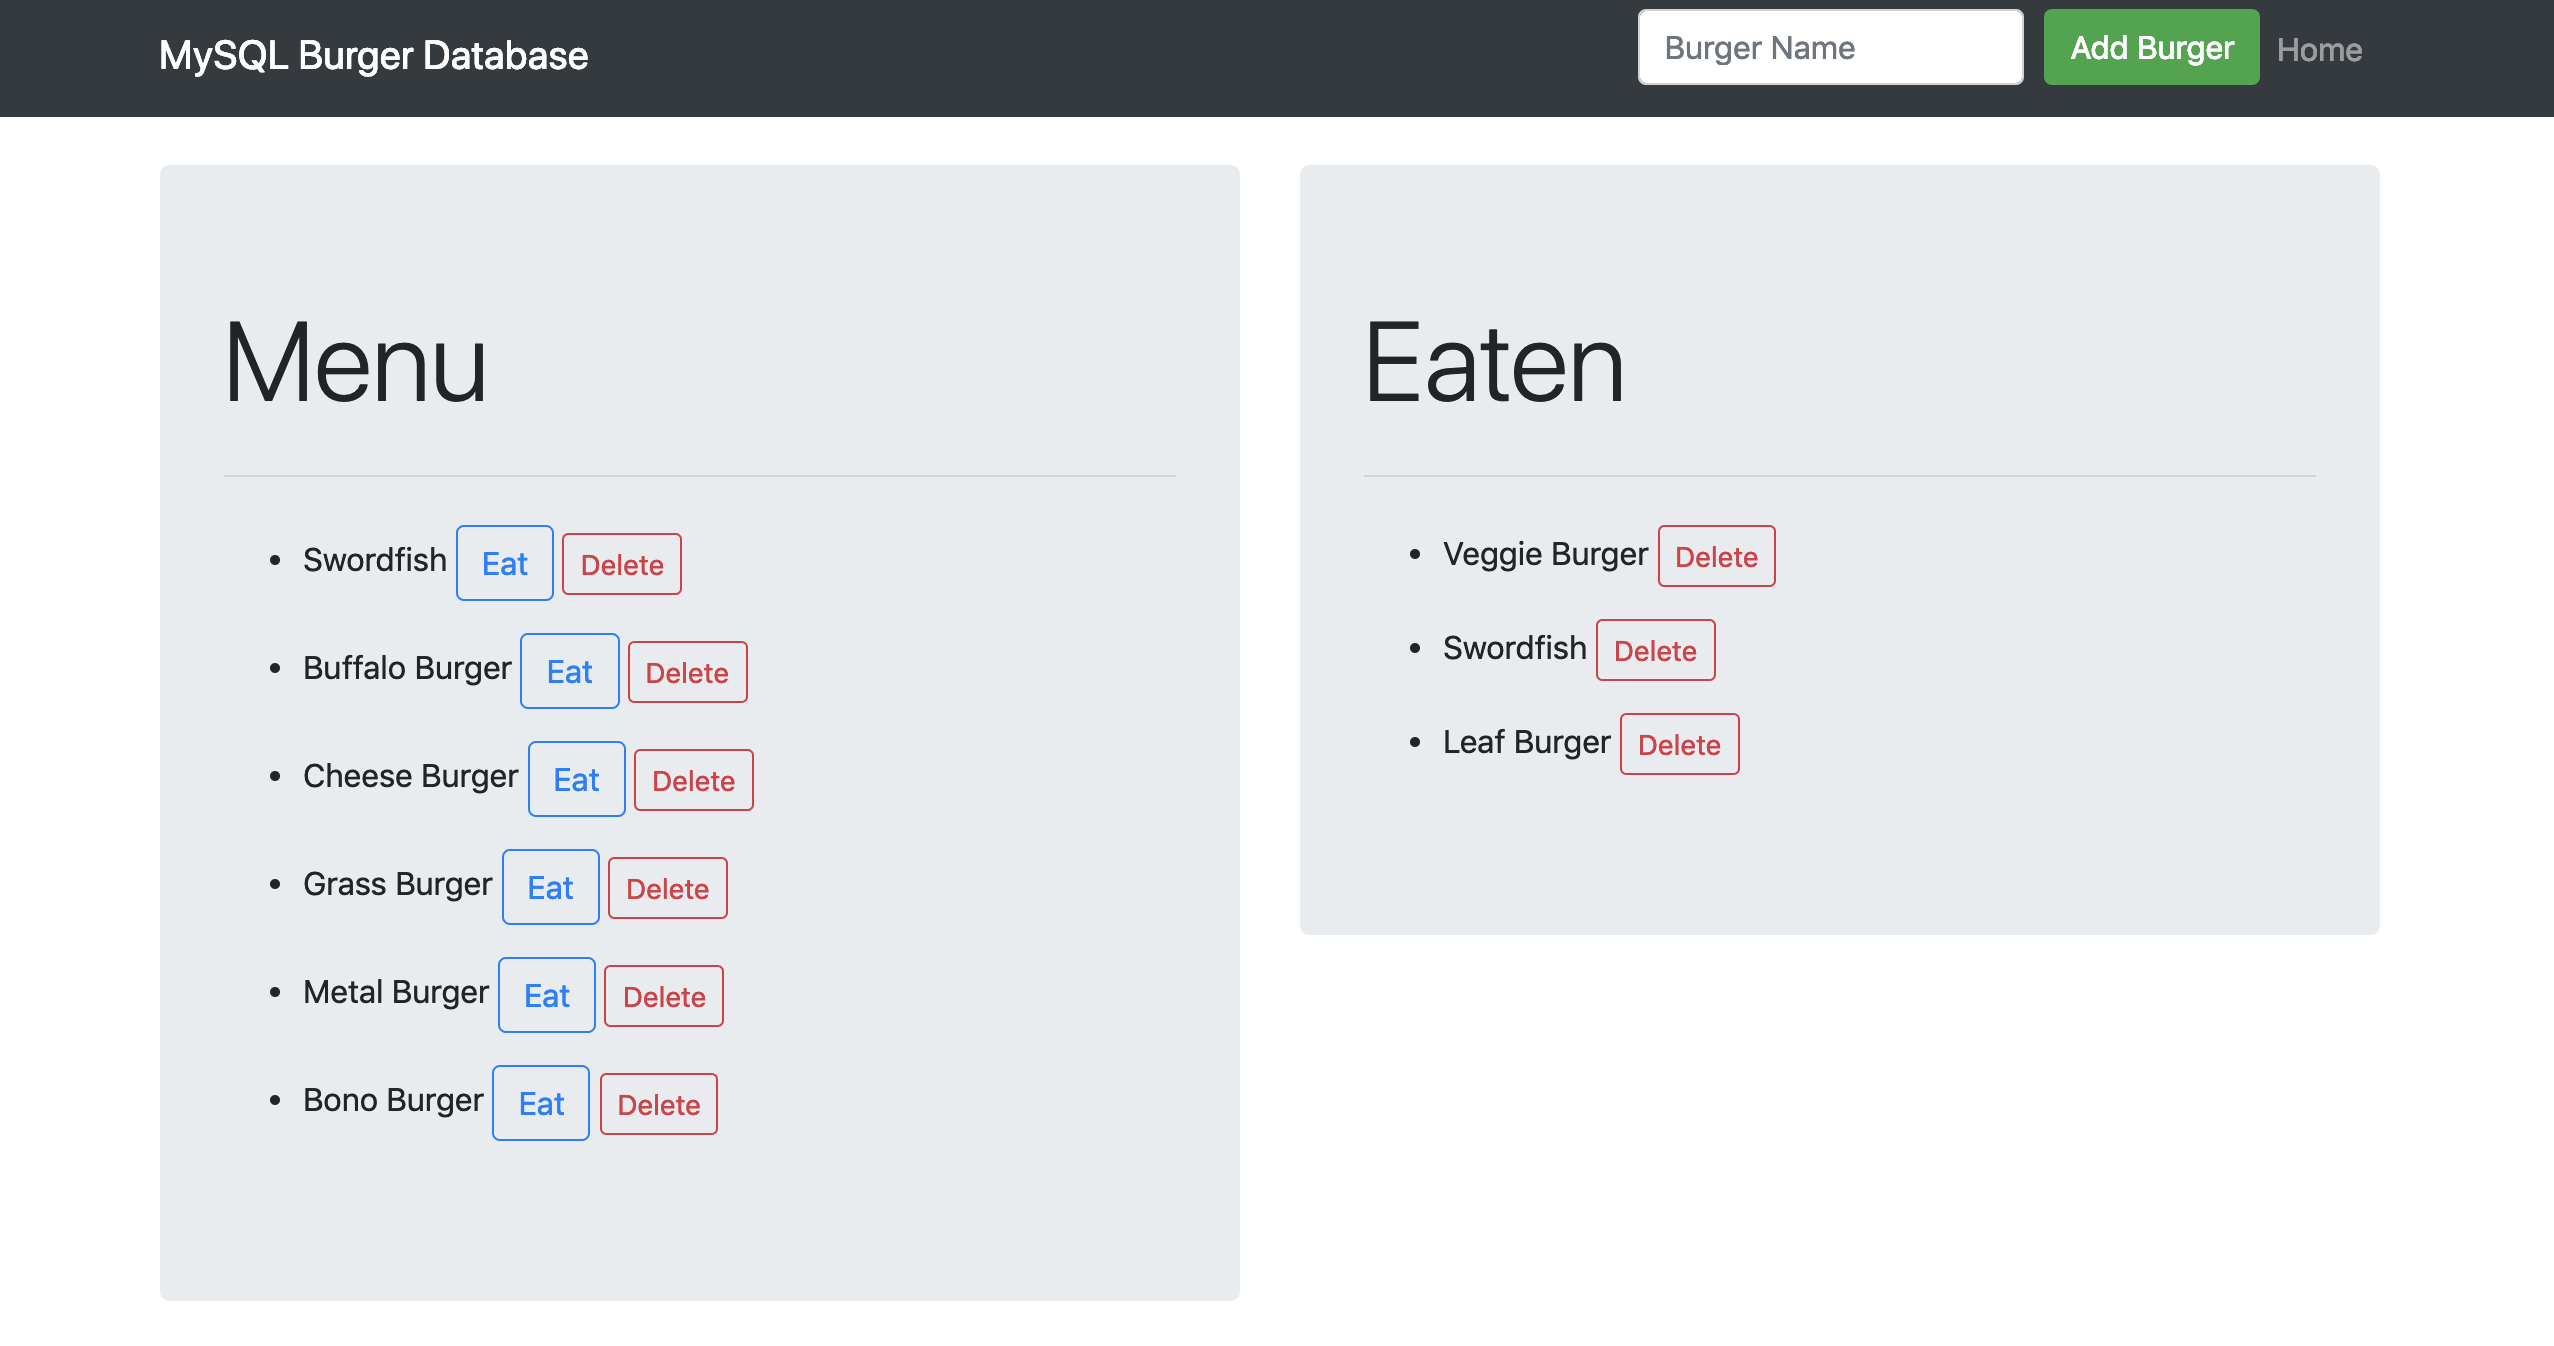 MySQL Burger Database
Burger Name
Add Burger
Home
Menu
Swordfish Eat Delete
Buffalo Burger Eat Delete
Cheese Burger Eat Delete
Grass Burger Eat Delete
Metal Burger Eat Delete
Bono Burger Eat Delete
Eaten
Veggie Burger Delete
Swordfish Delete
Leaf Burger Delete